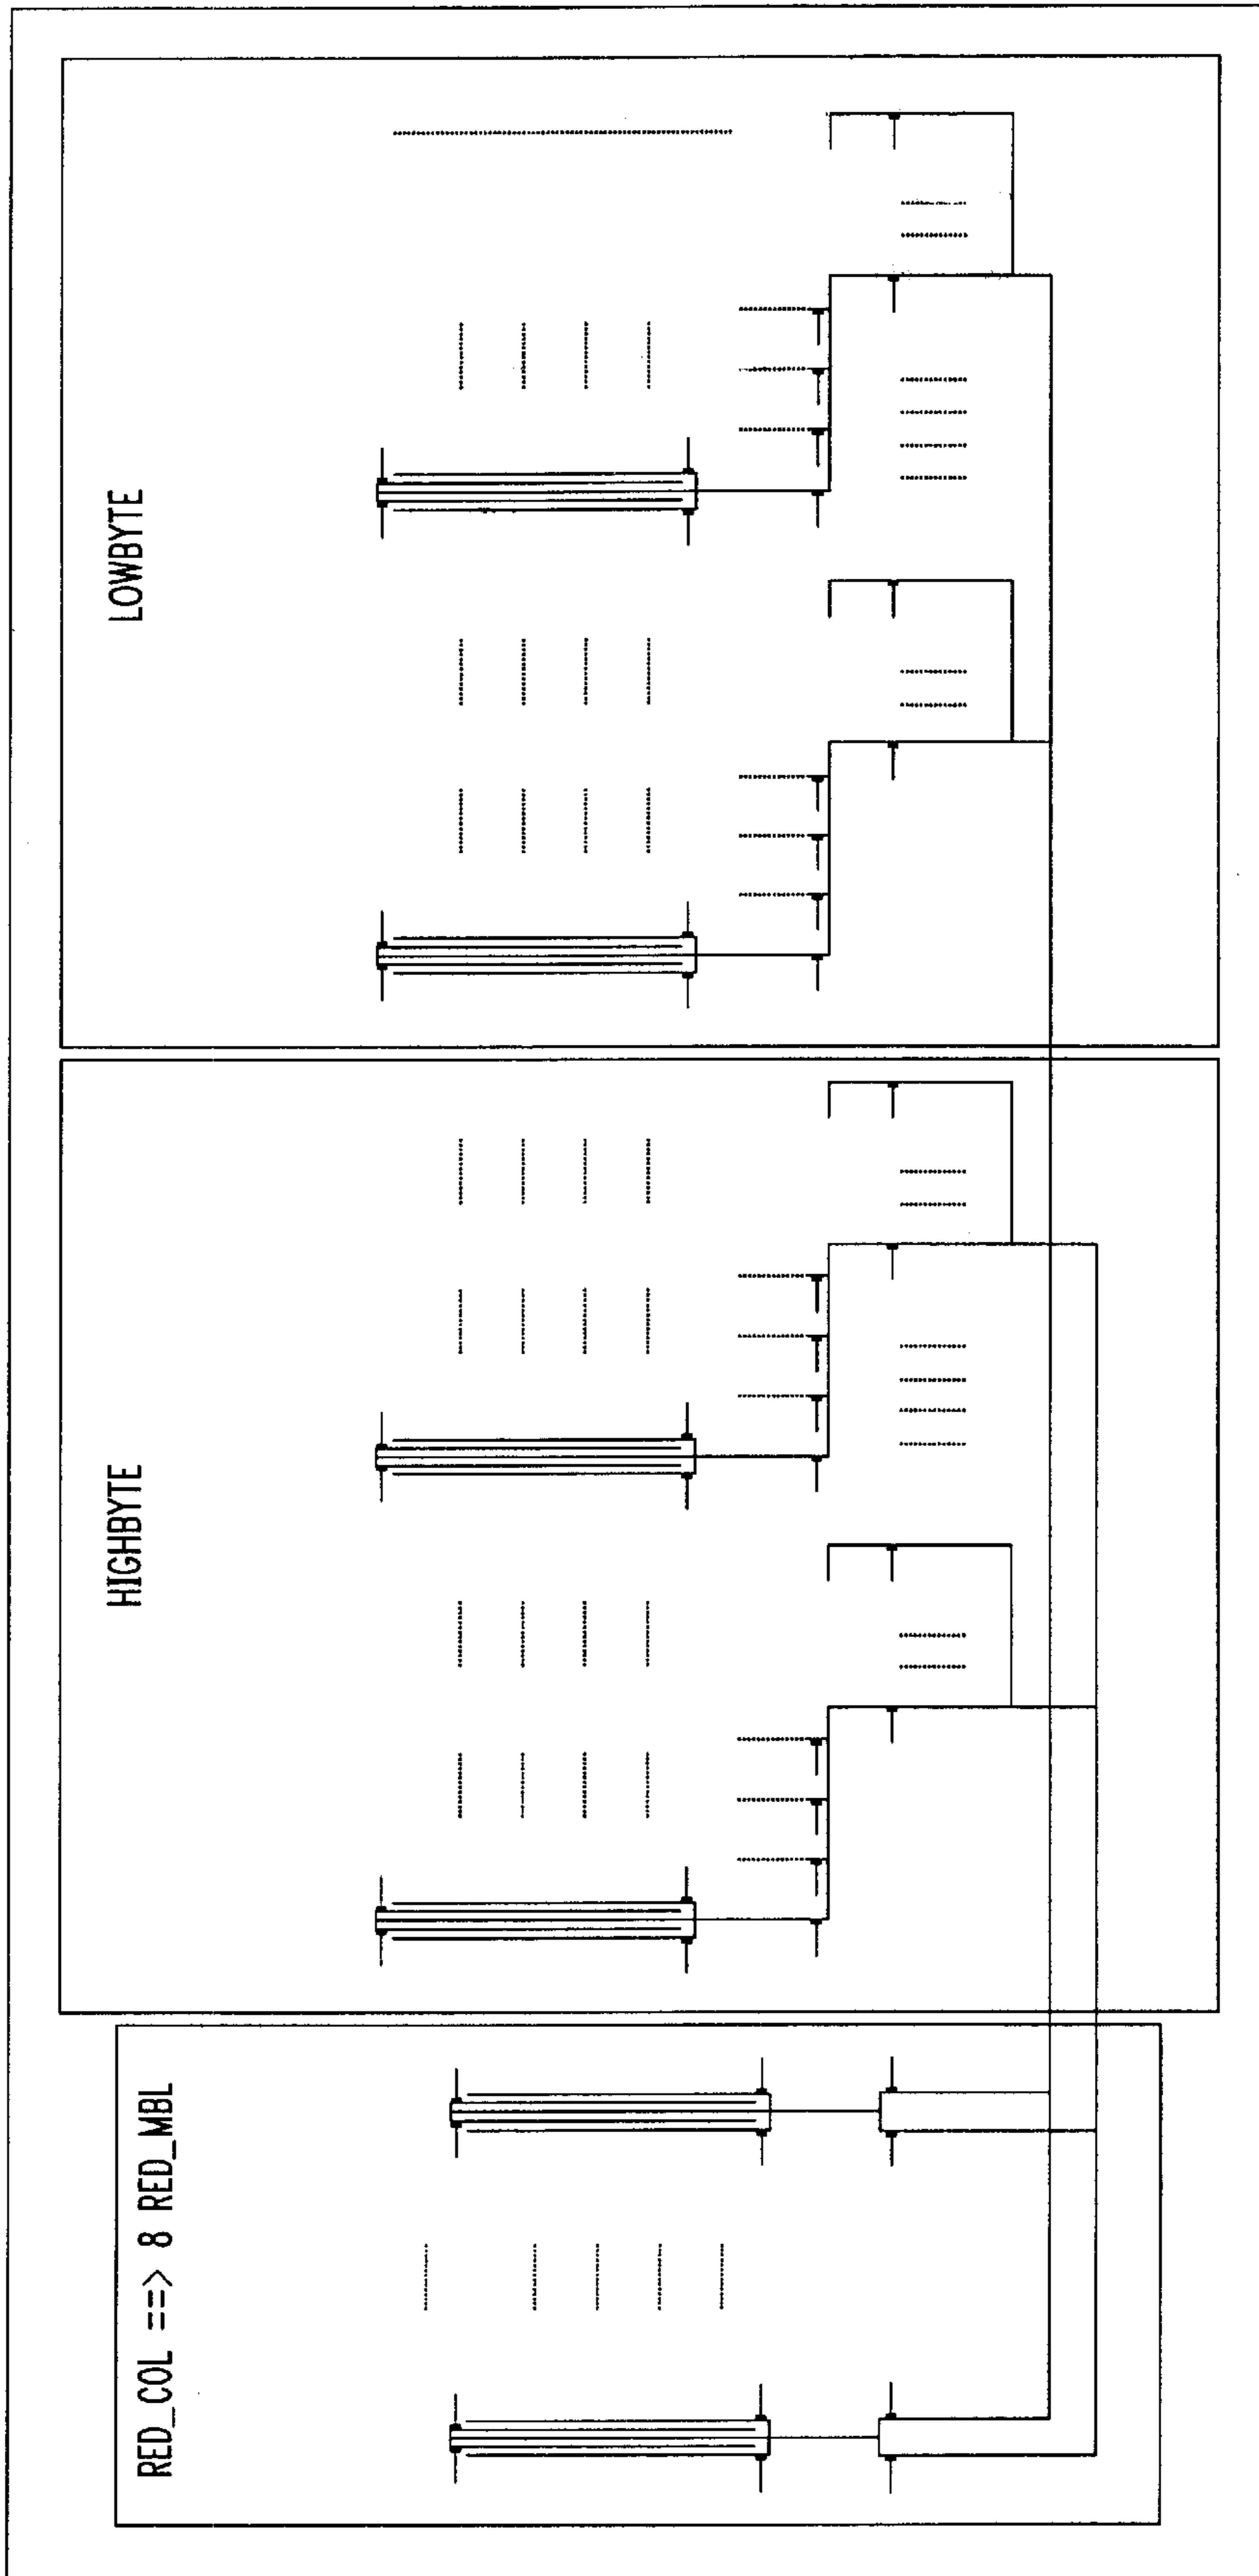 LOWBYTE
HIGHBYTE
RED_COL ==> 8 RED_MBL